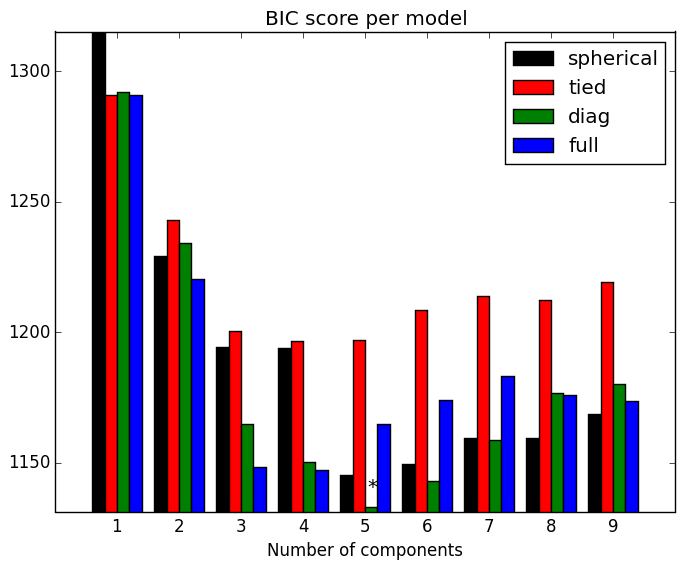 BIC score per model
1300
1250
1200
1150
spherical
tied
diag
full
*
1 2 3 4 5 6 7 8 9
Number of components